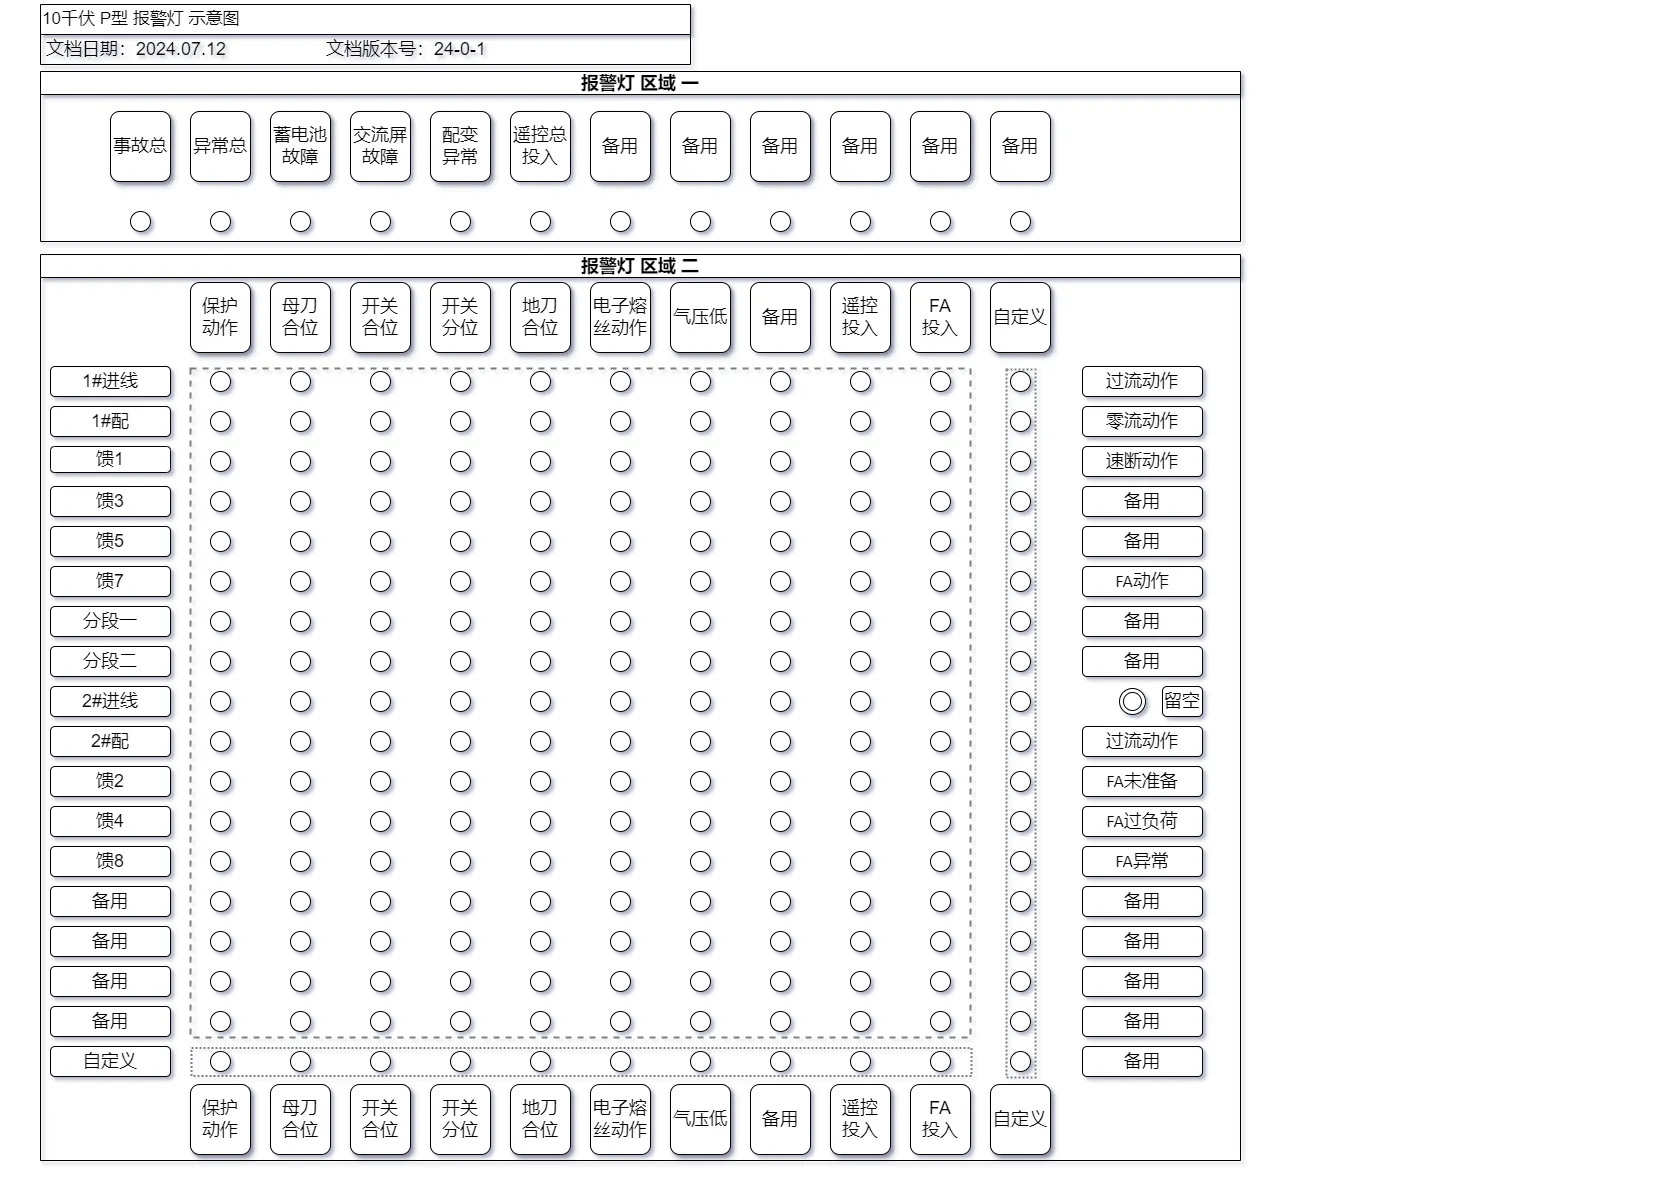 10千伏 P型 报警灯 示意图
文档日期：2024.07.12 文档版本号：24-0-1
报警灯 区域 一
事故总 异常总 蓄电池 故障 交流屏 故障 配变 异常 遥控总 投入 备用 备用 备用 备用 备用 备用
报警灯 区域 二
保护 动作 母刀 合位 开关 合位 开关 分位 地刀 合位 电子熔 丝动作 气压低 备用 遥控 投入 FA 投入 自定义
1#进线 过流动作
1#配 零流动作
馈1 速断动作
馈3 备用
馈5 备用
馈7 FA动作
分段一 备用
分段二 备用
2#进线 留空
2#配 过流动作
馈2 FA未准备
馈4 FA过负荷
馈8 FA异常
备用 备用
备用 备用
备用 备用
备用 备用
自定义 备用
保护 动作 母刀 合位 开关 合位 开关 分位 地刀 合位 电子熔 丝动作 气压低 备用 遥控 投入 FA 投入 自定义